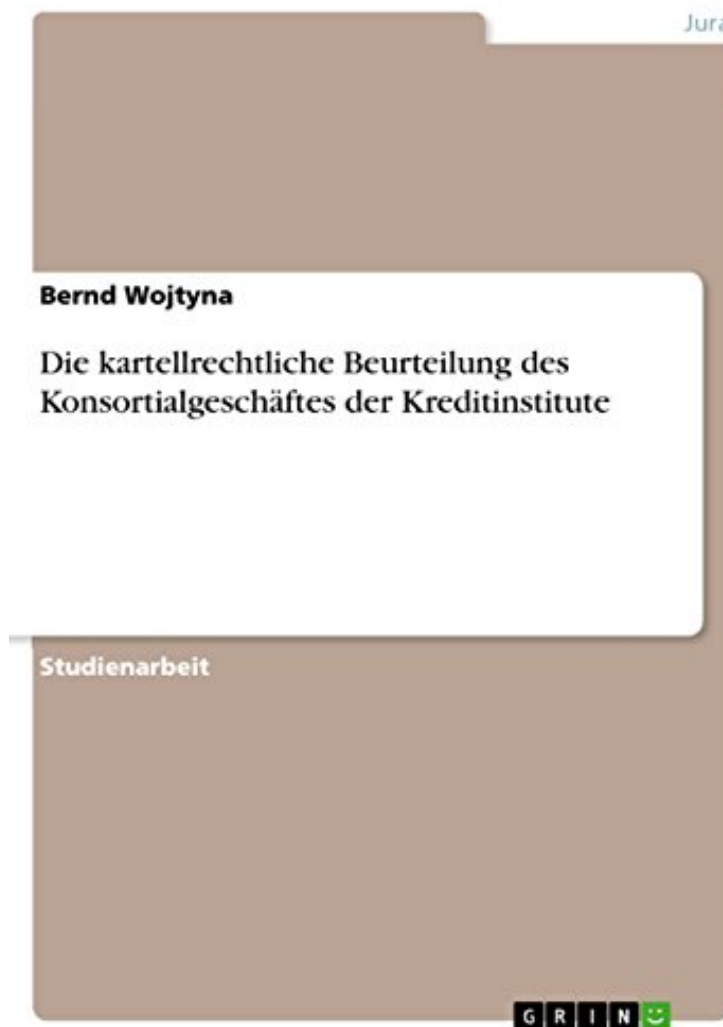 Jura
Bernd Wojtyna
Die kartellrechtliche Beurteilung des
Konsortialgeschäftes der Kreditinstitute
Studienarbeit
GRIN